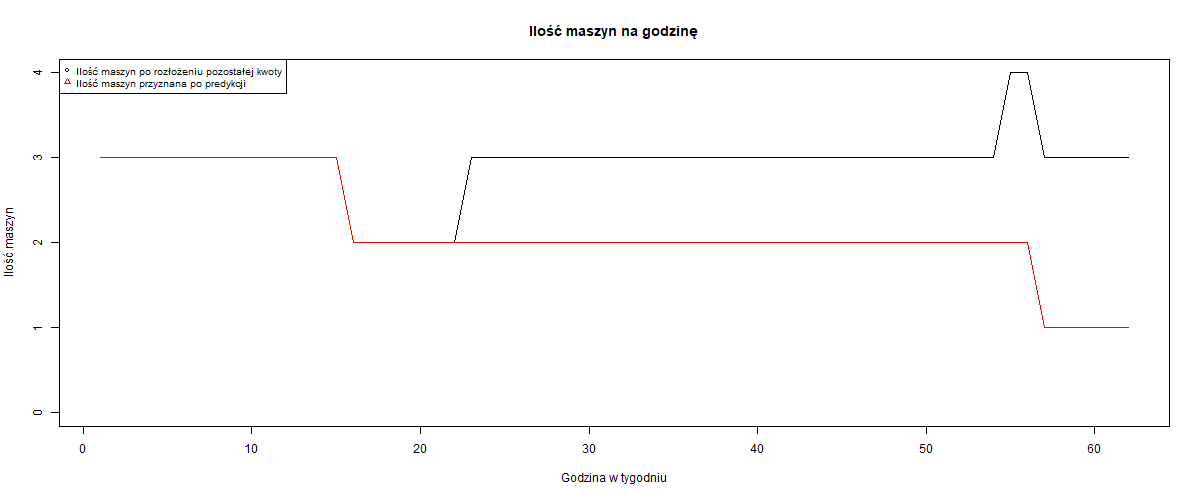 Ilość maszyn na godzinę
Ilość maszyn po rozłożeniu pozostałej kwoty
Ilość maszyn przyznana po predykcji
Ilość maszyn
4
3
2
1
0
0 10 20 30 40 50 60
Godzina w tygodniu